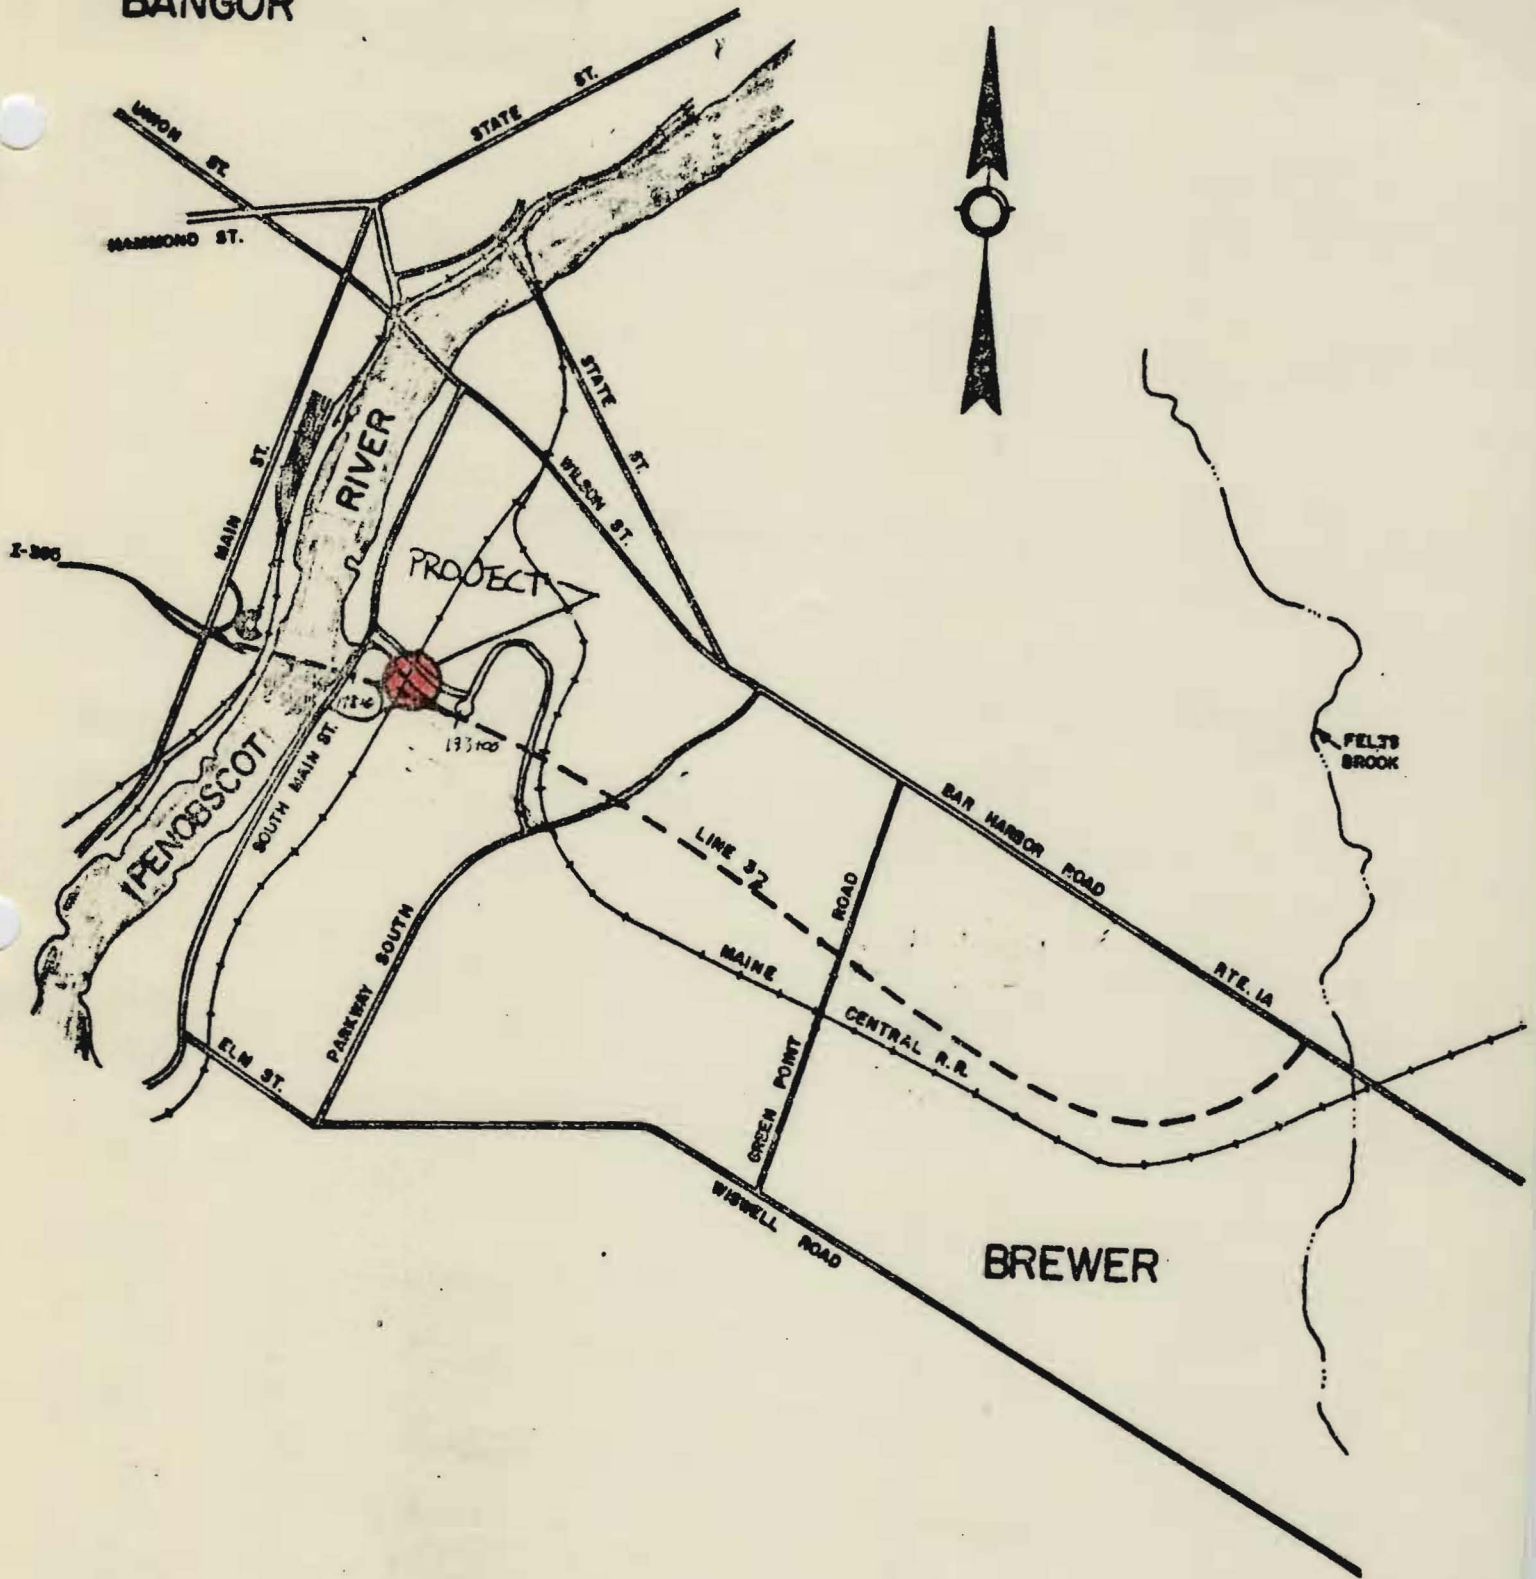 BANGOR
STATE ST.
UNION ST.
HAMMOND ST.
STATE ST.
MAIN ST.
RIVER
WILSON ST.
I-395
PROJECT
193+00
FELTS
BROOK
PENOBSCOT
SOUTH MAIN ST.
LINE 32
BAR HARBOR ROAD
RTE. 1A
PARKWAY SOUTH
GREEN POINT ROAD
MAINE CENTRAL R.R.
ELM ST.
WISWELL ROAD
BREWER